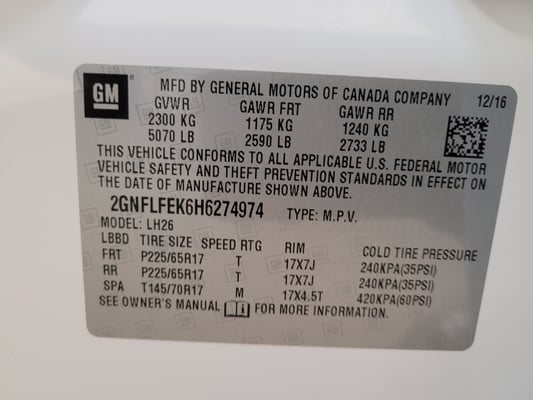 GM ® MFD BY GENERAL MOTORS OF CANADA COMPANY
GVWR GAWR FRT GAWR RR 12/16
2300 KG 1175 KG 1240 KG
5070 LB 2590 LB 2733 LB
THIS VEHICLE CONFORMS TO ALL APPLICABLE U.S. FEDERAL MOTOR
VEHICLE SAFETY AND THEFT PREVENTION STANDARDS IN EFFECT ON
THE DATE OF MANUFACTURE SHOWN ABOVE.
2GNFLFEK6H6274974 TYPE: M.P.V.
MODEL: LH26
LBBD TIRE SIZE SPEED RTG RIM COLD TIRE PRESSURE
FRT P225/65R17 T 17X7J 240KPA(35PSI)
RR P225/65R17 T 17X7J 240KPA(35PSI)
SPA T145/70R17 M 17X4.5T 420KPA(60PSI)
SEE OWNER'S MANUAL FOR MORE INFORMATION.